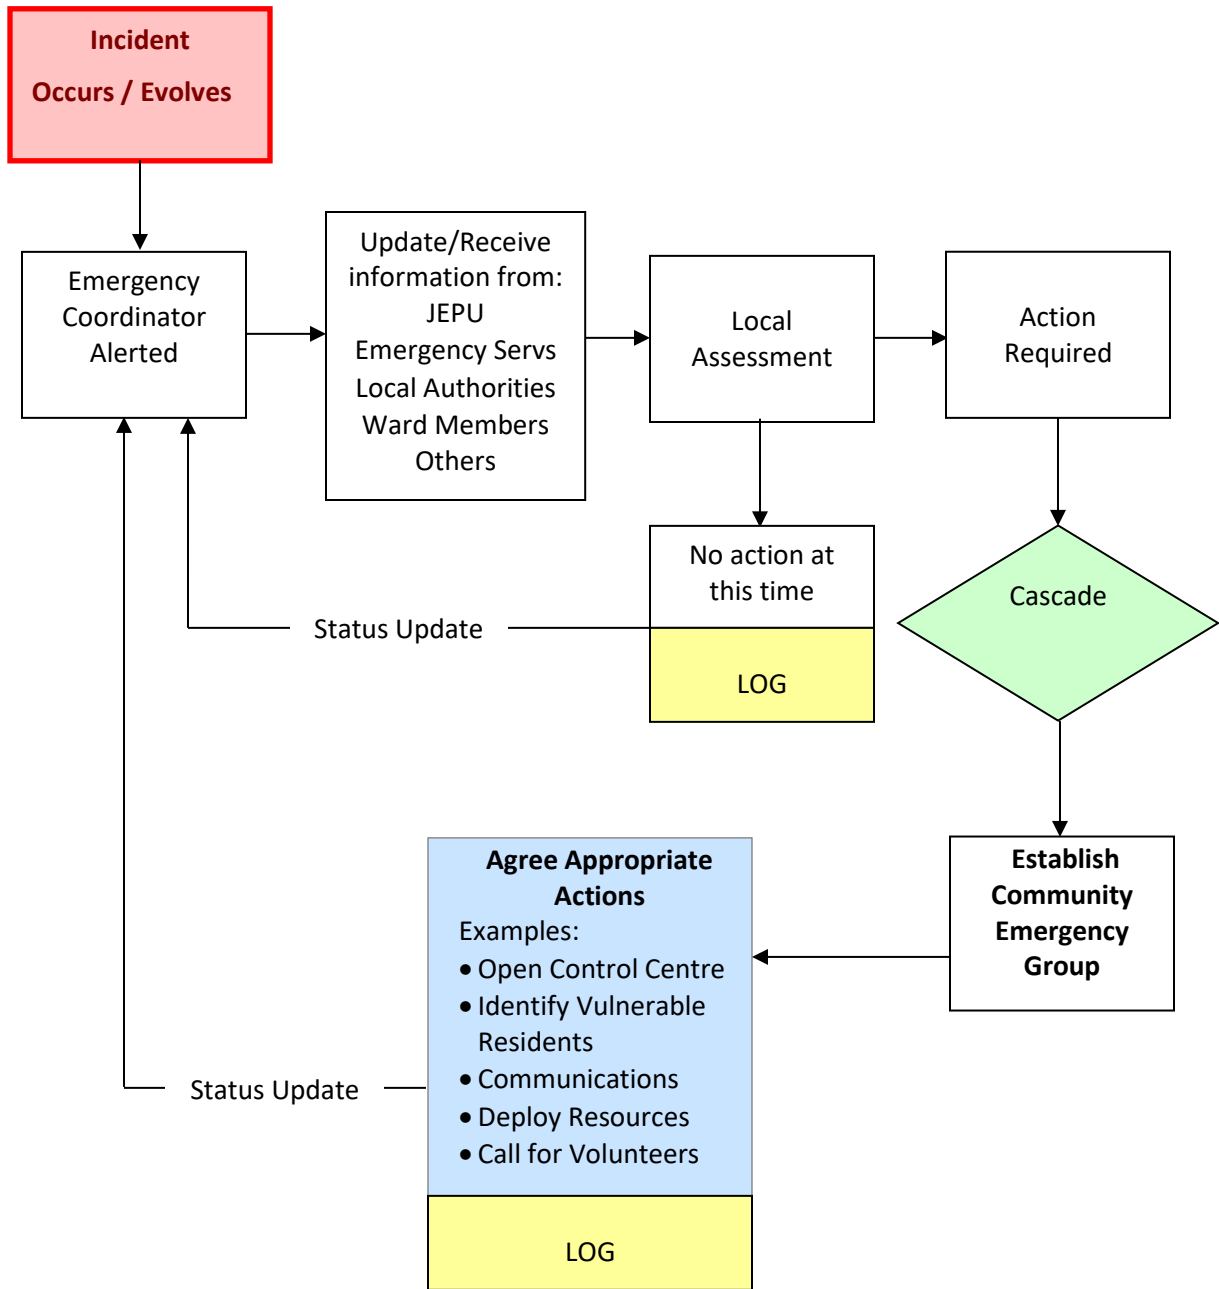 Incident
Occurs / Evolves
Emergency
Coordinator
Alerted
Update/Receive
information from:
JEPU
Emergency Servs
Local Authorities
Ward Members
Others
Local
Assessment
Action
Required
No action at
this time
LOG
Status Update
Cascade
Establish
Community
Emergency
Group
Agree Appropriate
Actions
Examples:
• Open Control Centre
• Identify Vulnerable
Residents
• Communications
• Deploy Resources
• Call for Volunteers
LOG
Status Update